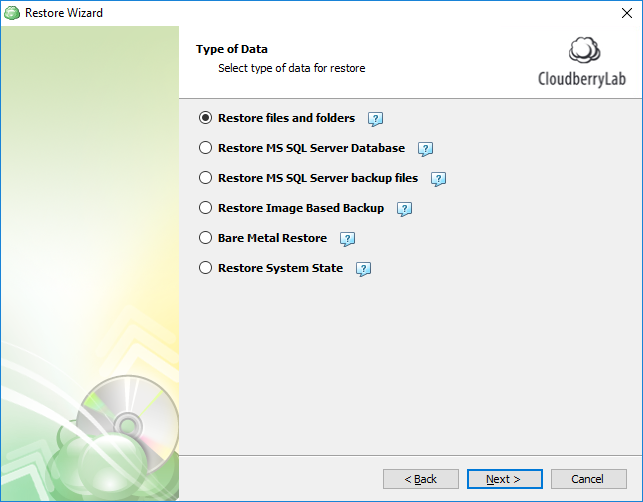 Restore Wizard
Type of Data
Select type of data for restore
CloudberryLab
Restore files and folders ?
Restore MS SQL Server Database ?
Restore MS SQL Server backup files ?
Restore Image Based Backup ?
Bare Metal Restore ?
Restore System State ?
< Back Next > Cancel